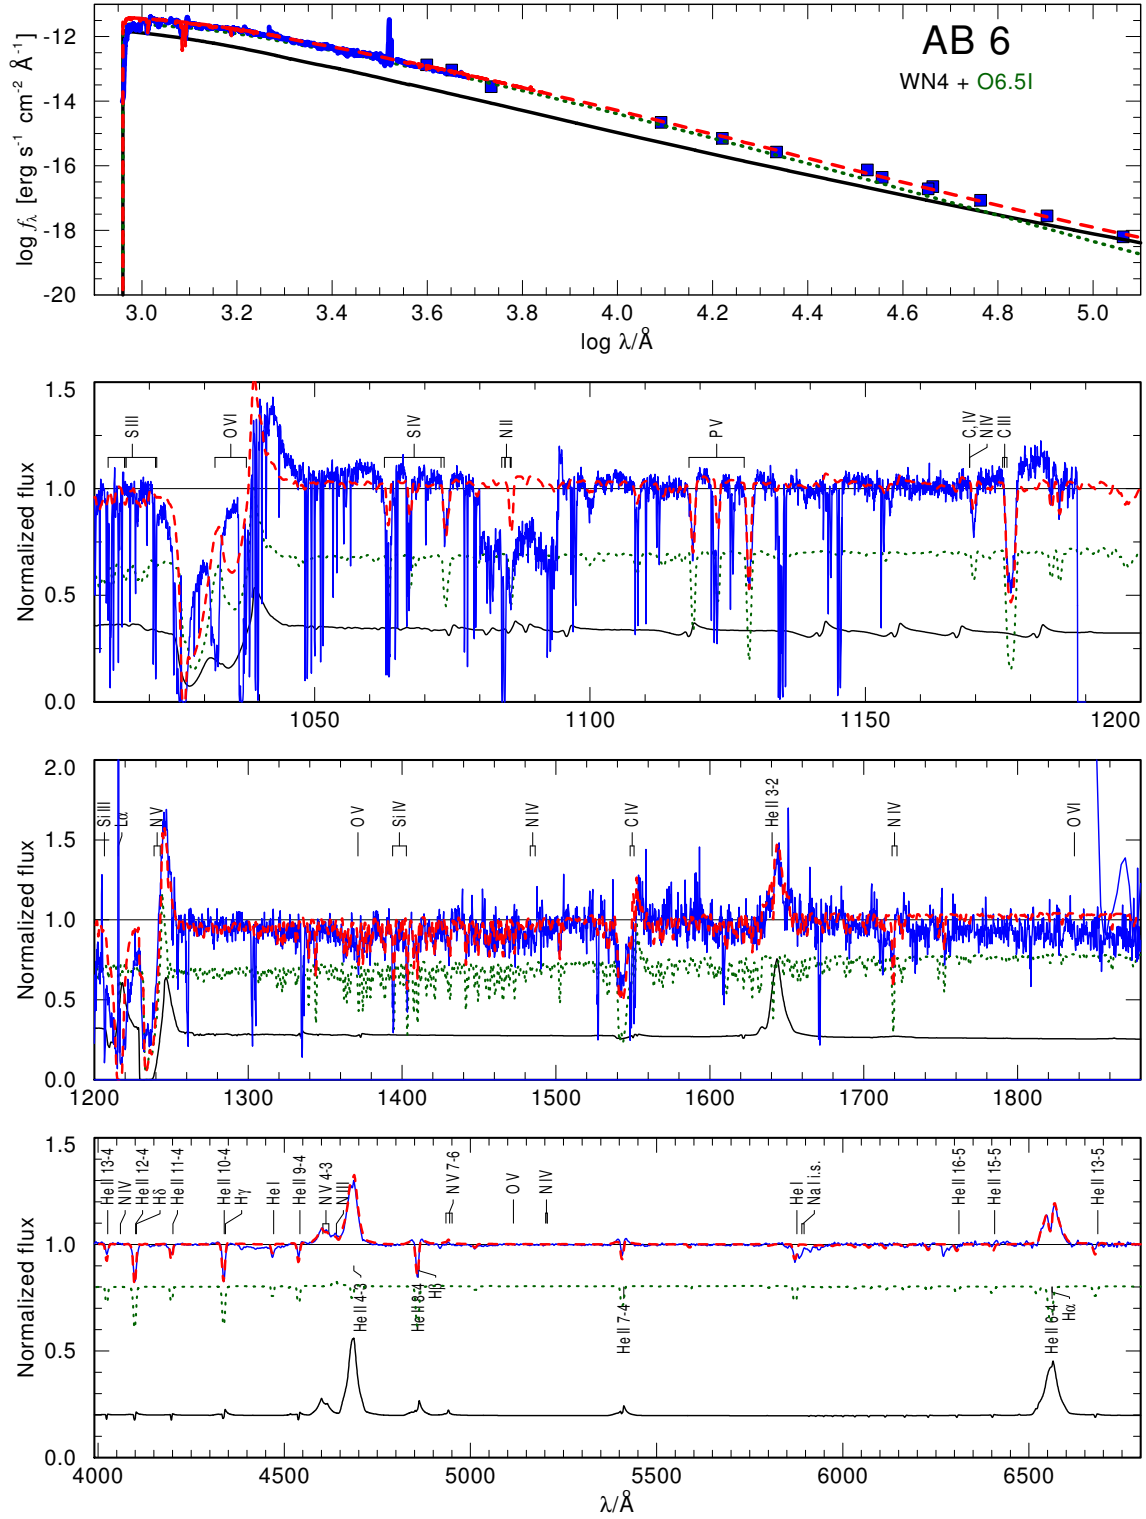 AB 6
WN4 + O6.5I
log fλ [erg s-1 cm-2 Å-1]
-12
-14
-16
-18
-20
3.0 3.2 3.4 3.6 3.8 4.0 4.2 4.4 4.6 4.8 5.0
log λ/Å
Normalized flux
1.5
1.0
0.5
0.0
S III
O VI
S IV
N II
P V
C, IV
N IV
C III
1050 1100 1150 1200
Normalized flux
2.0
1.5
1.0
0.5
0.0
Si III
Lα
N V
O V
Si IV
N IV
C IV
He II 3-2
N IV
O VI
1200 1300 1400 1500 1600 1700 1800
Normalized flux
1.5
1.0
0.5
0.0
He II 13-4
N IV
He II 12-4
Hδ
He II 11-4
He II 10-4
Hγ
He I
He II 9-4
N V 4-3
N III
He II 4-3
He II 8-4
Hβ
N V 7-6
O V
N IV
He II 7-4
He I
Na I i.s.
He II 16-5
He II 15-5
He II 6-4
Hα
He II 13-5
4000 4500 5000 5500 6000 6500
λ/Å